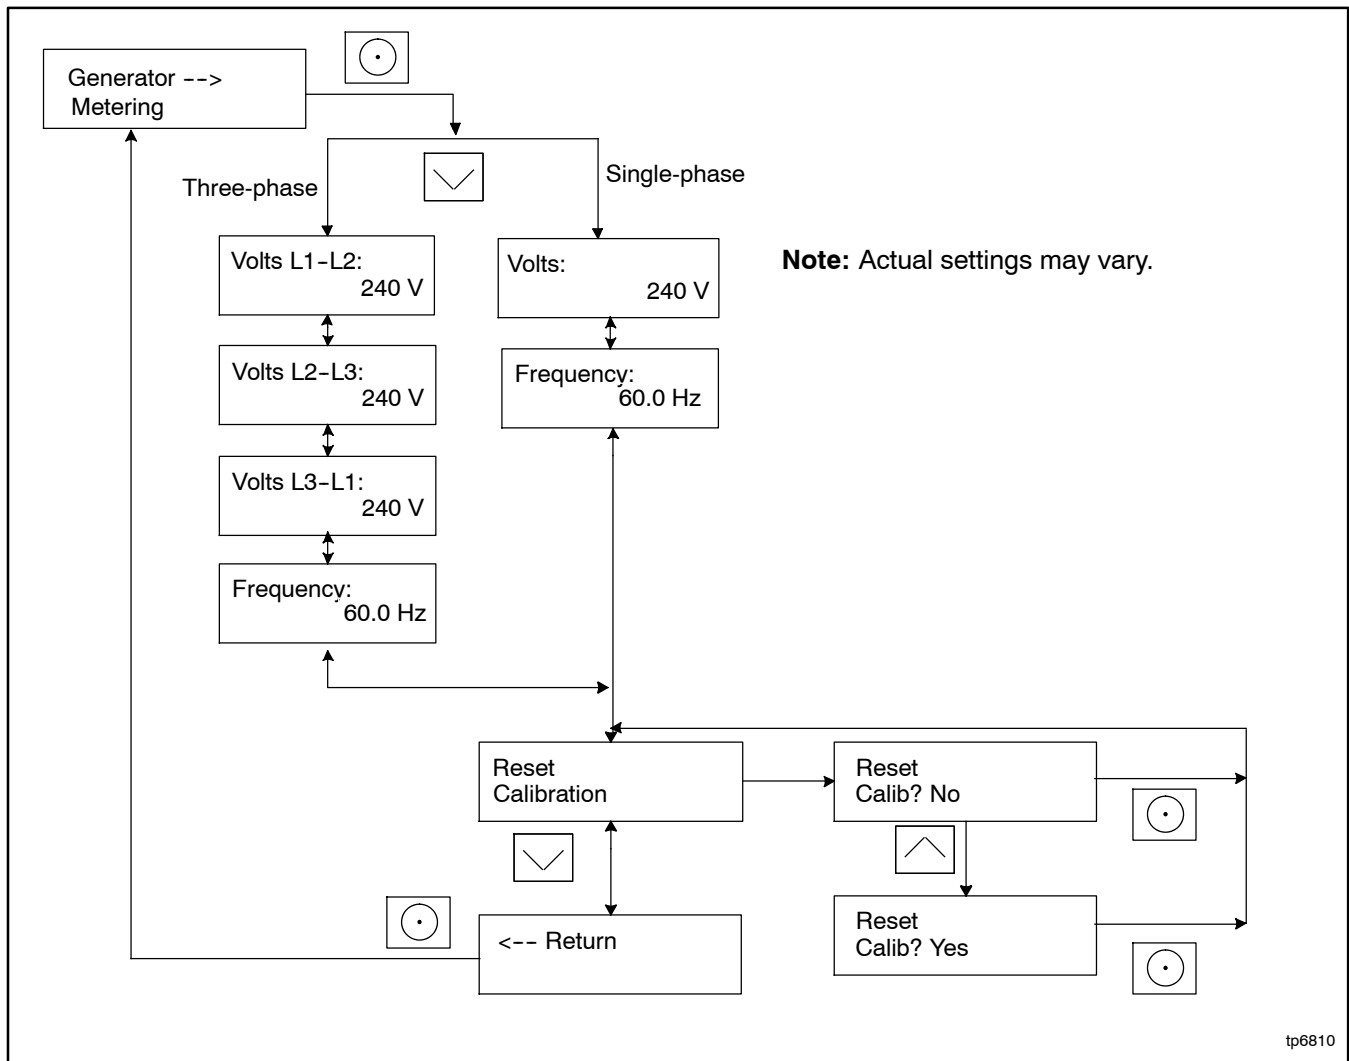 Generator -->
Metering
Three-phase
Single-phase
Volts L1-L2:
240 V
Volts:
240 V
Note: Actual settings may vary.
Volts L2-L3:
240 V
Frequency:
60.0 Hz
Volts L3-L1:
240 V
Frequency:
60.0 Hz
Reset
Calibration
Reset
Calib? No
<-- Return
Reset
Calib? Yes
tp6810